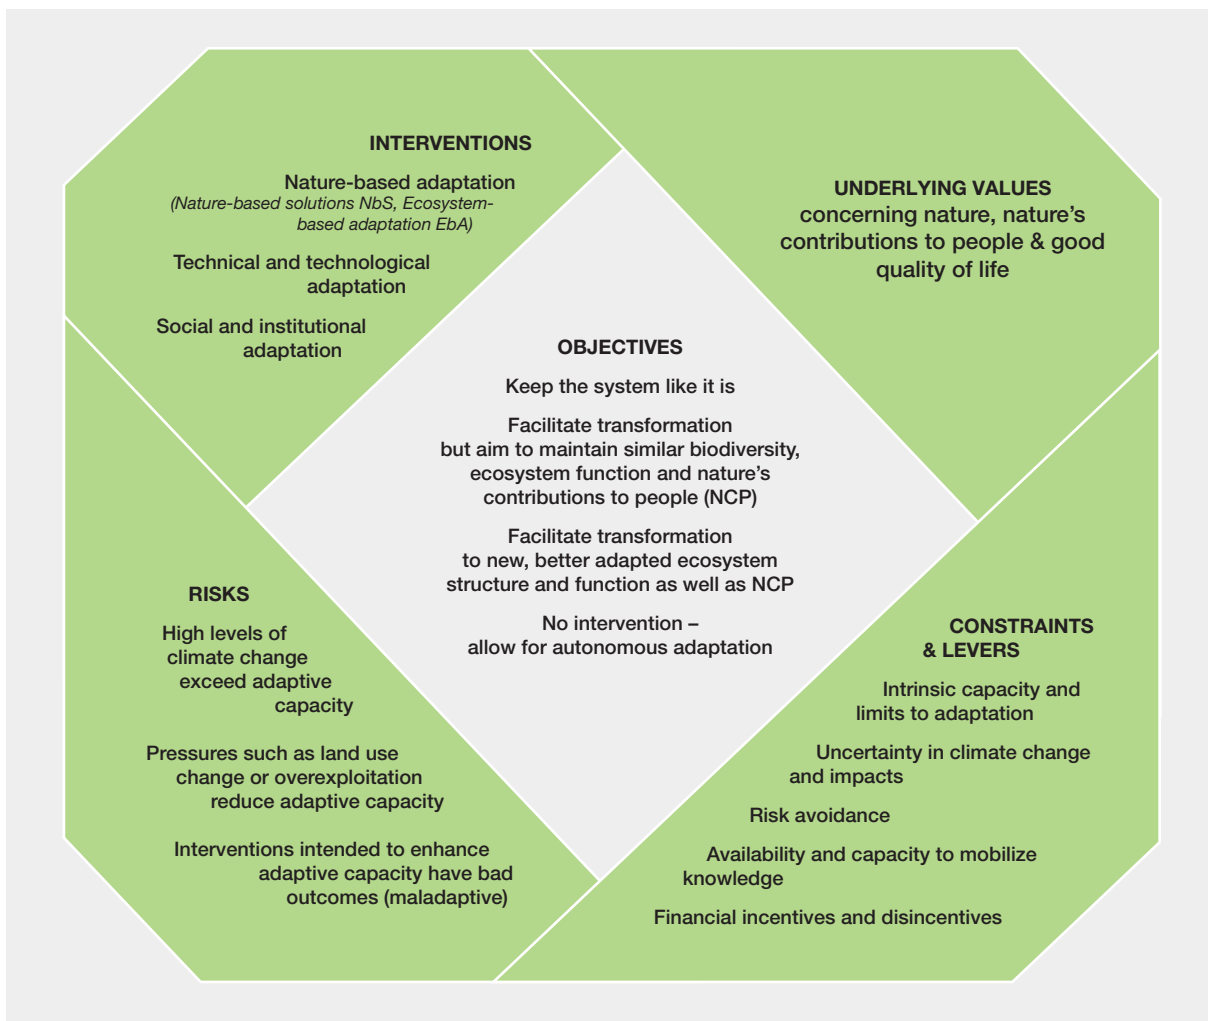 INTERVENTIONS
Nature-based adaptation
(Nature-based solutions NbS, Ecosystem-
based adaptation EbA)
Technical and technological
adaptation
Social and institutional
adaptation
UNDERLYING VALUES
concerning nature, nature’s
contributions to people & good
quality of life
OBJECTIVES
Keep the system like it is
Facilitate transformation
but aim to maintain similar biodiversity,
ecosystem function and nature’s
contributions to people (NCP)
Facilitate transformation
to new, better adapted ecosystem
structure and function as well as NCP
No intervention –
allow for autonomous adaptation
RISKS
High levels of
climate change
exceed adaptive
capacity
Pressures such as land use
change or overexploitation
reduce adaptive capacity
Interventions intended to enhance
adaptive capacity have bad
outcomes (maladaptive)
CONSTRAINTS
& LEVERS
Intrinsic capacity and
limits to adaptation
Uncertainty in climate change
and impacts
Risk avoidance
Availability and capacity to mobilize
knowledge
Financial incentives and disincentives